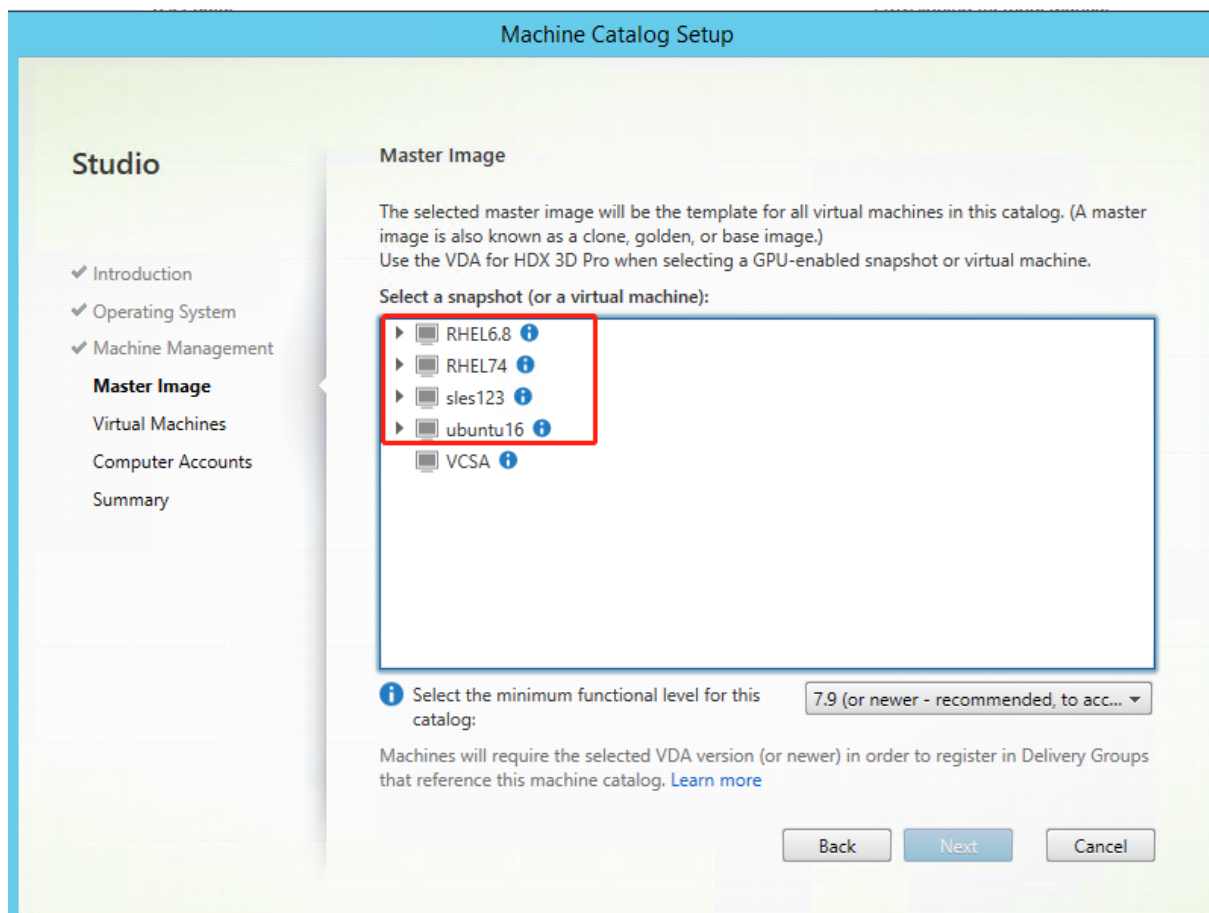 Machine Catalog Setup
Studio
Introduction
Operating System
Machine Management
Master Image
Virtual Machines
Computer Accounts
Summary
Master Image
The selected master image will be the template for all virtual machines in this catalog. (A master
image is also known as a clone, golden, or base image.)
Use the VDA for HDX 3D Pro when selecting a GPU-enabled snapshot or virtual machine.
Select a snapshot (or a virtual machine):
RHEL6.8
RHEL74
sles123
ubuntu16
VCSA
Select the minimum functional level for this
catalog:
7.9 (or newer - recommended, to acc...
Machines will require the selected VDA version (or newer) in order to register in Delivery Groups
that reference this machine catalog. Learn more
Back
Next
Cancel